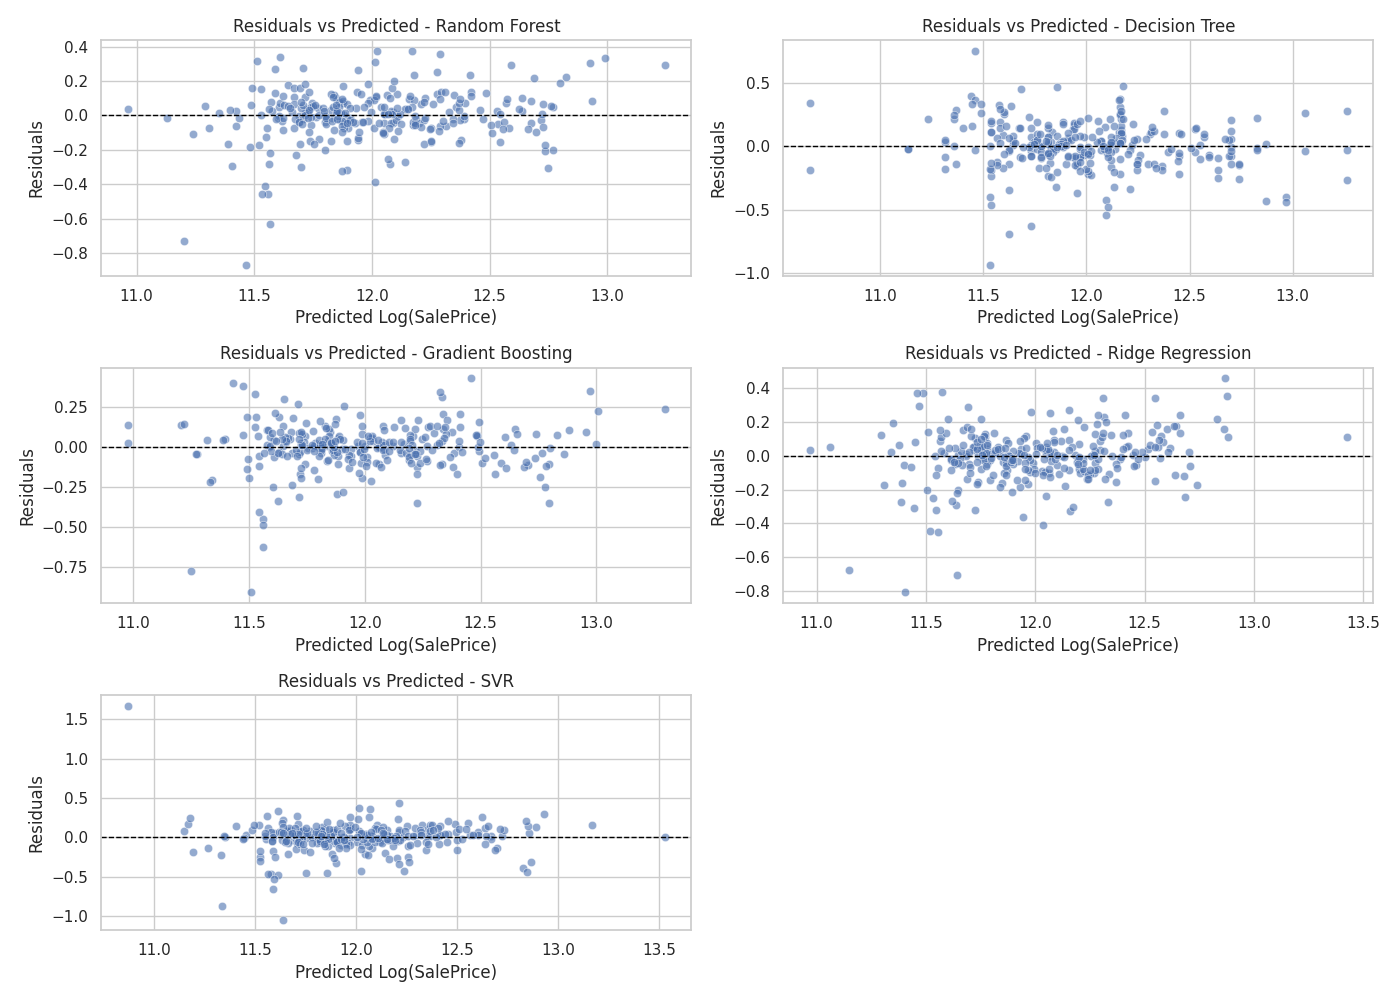 Residuals vs Predicted - Random Forest
Residuals
0.4
0.2
0.0
−0.2
−0.4
−0.6
−0.8
11.0 11.5 12.0 12.5 13.0
Predicted Log(SalePrice)
Residuals vs Predicted - Decision Tree
Residuals
0.5
0.0
−0.5
−1.0
11.0 11.5 12.0 12.5 13.0
Predicted Log(SalePrice)
Residuals vs Predicted - Gradient Boosting
Residuals
0.25
0.00
−0.25
−0.50
−0.75
11.0 11.5 12.0 12.5 13.0
Predicted Log(SalePrice)
Residuals vs Predicted - Ridge Regression
Residuals
0.4
0.2
0.0
−0.2
−0.4
−0.6
−0.8
11.0 11.5 12.0 12.5 13.0 13.5
Predicted Log(SalePrice)
Residuals vs Predicted - SVR
Residuals
1.5
1.0
0.5
0.0
−0.5
−1.0
11.0 11.5 12.0 12.5 13.0 13.5
Predicted Log(SalePrice)